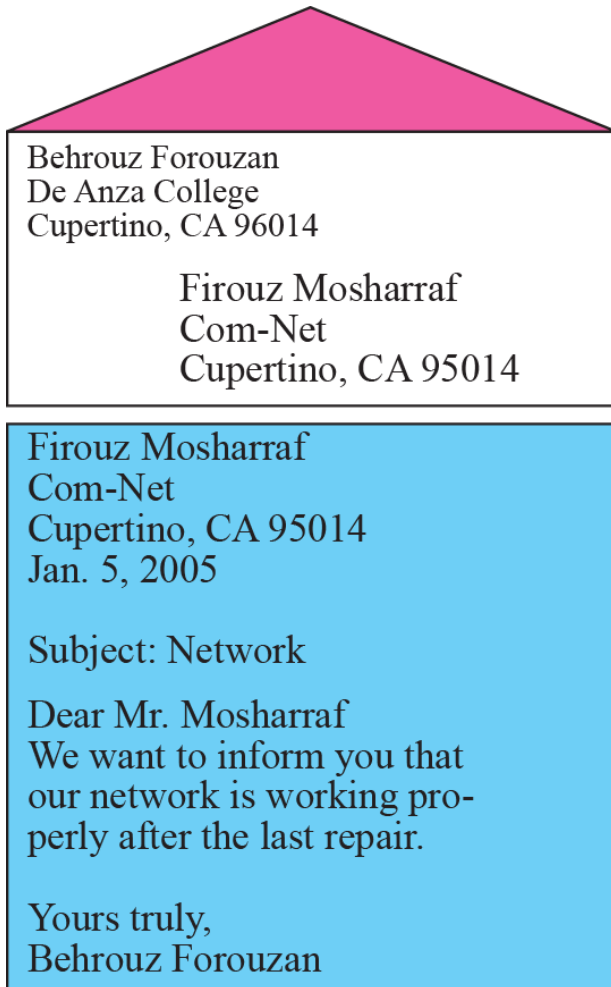 Behrouz Forouzan
De Anza College
Cupertino, CA 96014
Firouz Mosharraf
Com-Net
Cupertino, CA 95014
Firouz Mosharraf
Com-Net
Cupertino, CA 95014
Jan. 5, 2005
Subject: Network
Dear Mr. Mosharraf
We want to inform you that
our network is working pro-
perly after the last repair.
Yours truly,
Behrouz Forouzan